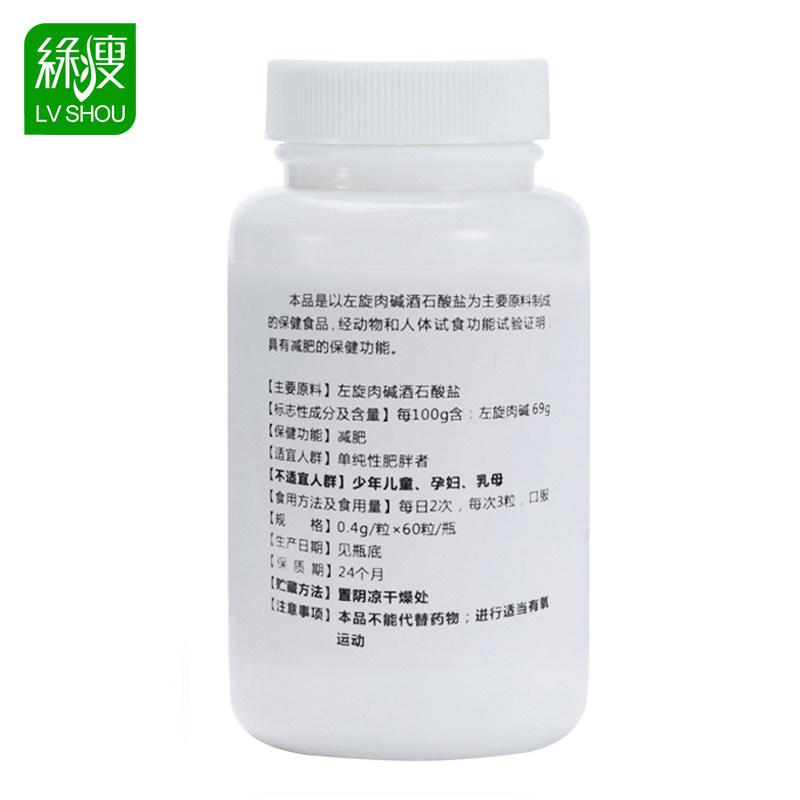 綠瘦
LV SHOU
本品是以左旋肉碱酒石酸盐为主要原料制成
的保健食品，经动物和人体试食功能试验证明，
具有减肥的保健功能。
【主要原料】左旋肉碱酒石酸盐
【标志性成分及含量】每100g含：左旋肉碱 69g
【保健功能】减肥
【适宜人群】单纯性肥胖者
【不适宜人群】少年儿童、孕妇、乳母
【食用方法及食用量】每日2次，每次3粒，口服
【规 格】0.4g/粒×60粒/瓶
【生产日期】见瓶底
【保 质 期】24个月
【贮藏方法】置阴凉干燥处
【注意事项】本品不能代替药物；进行适当有氧
运动